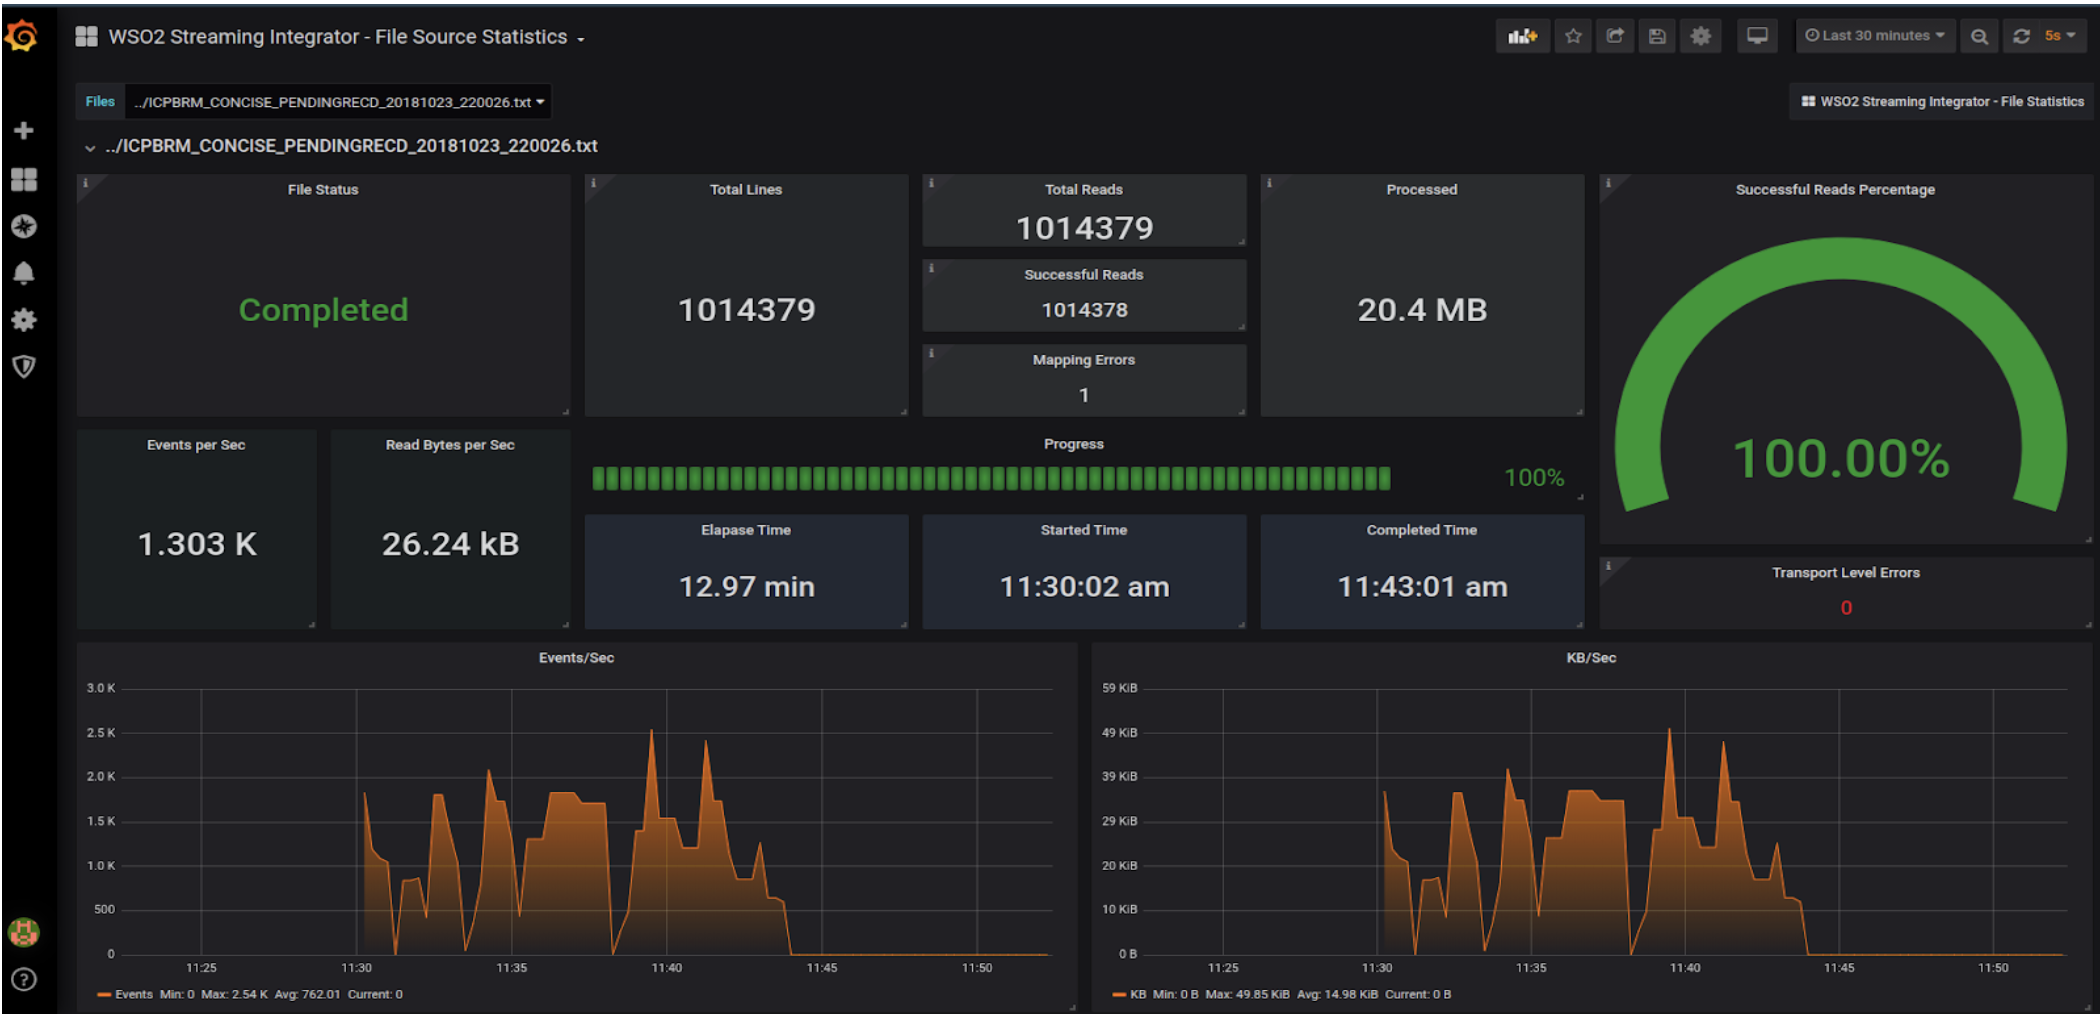 WSO2 Streaming Integrator - File Source Statistics
Last 30 minutes
5s
Files ../ICPBRM_CONCISE_PENDINGRECD_20181023_220026.txt
WSO2 Streaming Integrator - File Statistics
../ICPBRM_CONCISE_PENDINGRECD_20181023_220026.txt
File Status
Completed
Total Lines
1014379
Total Reads
1014379
Successful Reads
1014378
Mapping Errors
1
Processed
20.4 MB
Successful Reads Percentage
100.00%
Events per Sec
1.303 K
Read Bytes per Sec
26.24 kB
Progress
100%
Elapase Time
12.97 min
Started Time
11:30:02 am
Completed Time
11:43:01 am
Transport Level Errors
0
Events/Sec
3.0 K
2.5 K
2.0 K
1.5 K
1.0 K
500
0
11:25 11:30 11:35 11:40 11:45 11:50
Events Min: 0 Max: 2.54 K Avg: 762.01 Current: 0
KB/Sec
59 KiB
49 KiB
39 KiB
29 KiB
20 KiB
10 KiB
0 B
11:25 11:30 11:35 11:40 11:45 11:50
KB Min: 0 B Max: 49.85 KiB Avg: 14.98 KiB Current: 0 B